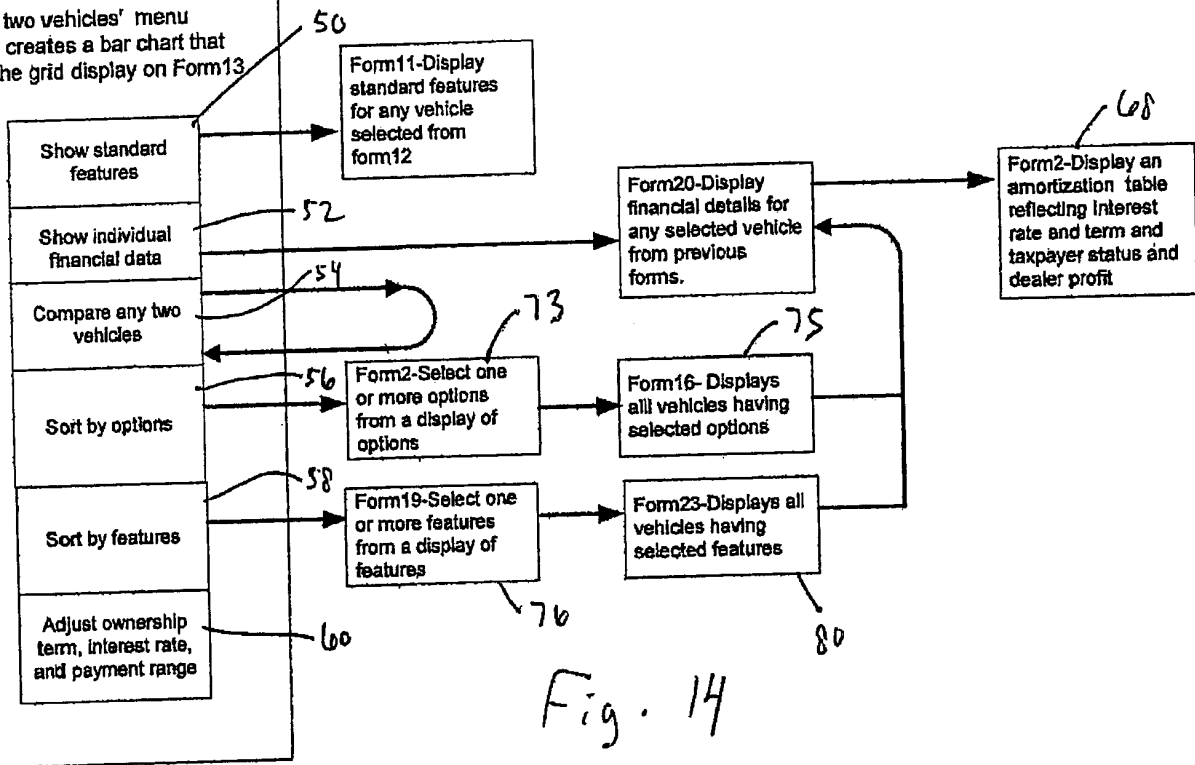 two vehicles' menu
creates a bar chart that
he grid display on Form13
50
Show standard
features
Form11-Display
standard features
for any vehicle
selected from
form12
52
Show individual
financial data
Form20-Display
financial details for
any selected vehicle
from previous
forms.
68
Form2-Display an
amortization table
reflecting interest
rate and term and
taxpayer status and
dealer profit
54
Compare any two
vehicles
56
Sort by options
73
Form2-Select one
or more options
from a display of
options
75
Form16- Displays
alll vehicles having
selected options
58
Sort by features
Form19-Select one
or more features
from a display of
features
76
Form23-Displays all
vehicles having
selected features
80
Adjust ownership
term, interest rate,
and payment range
60
Fig. 14